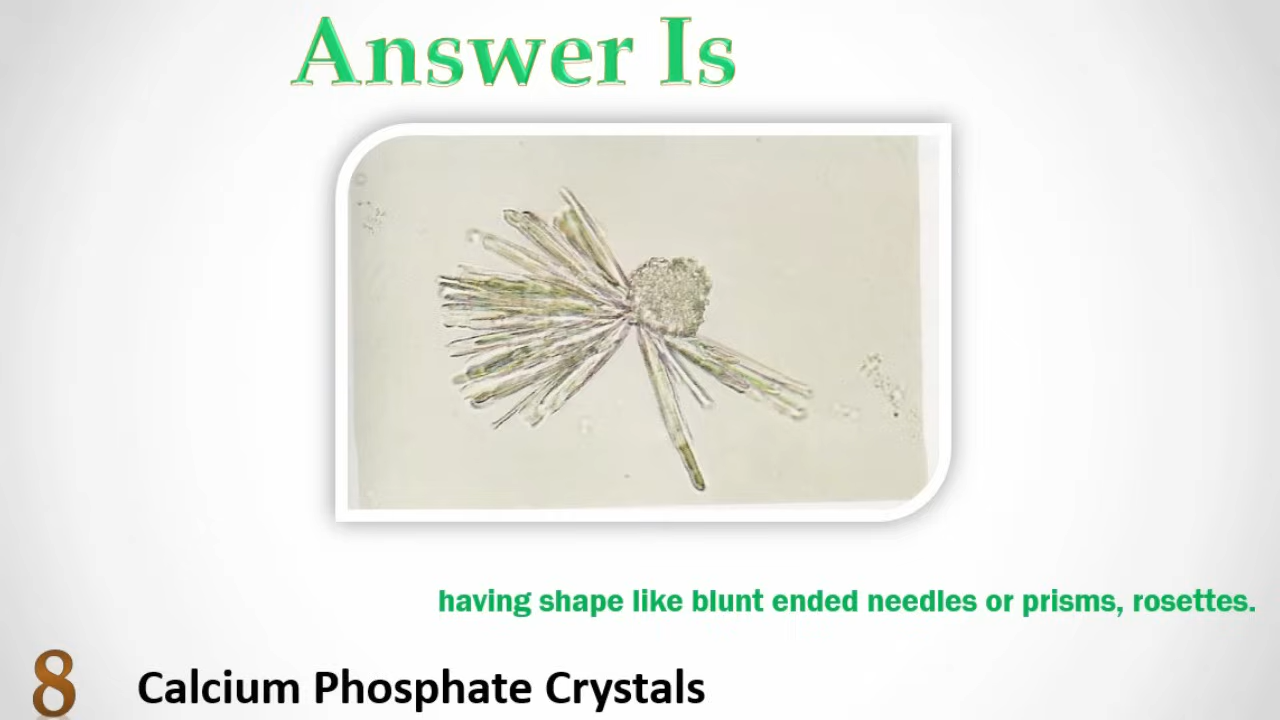 Answer Is
having shape like blunt ended needles or prisms, rosettes.
8 Calcium Phosphate Crystals